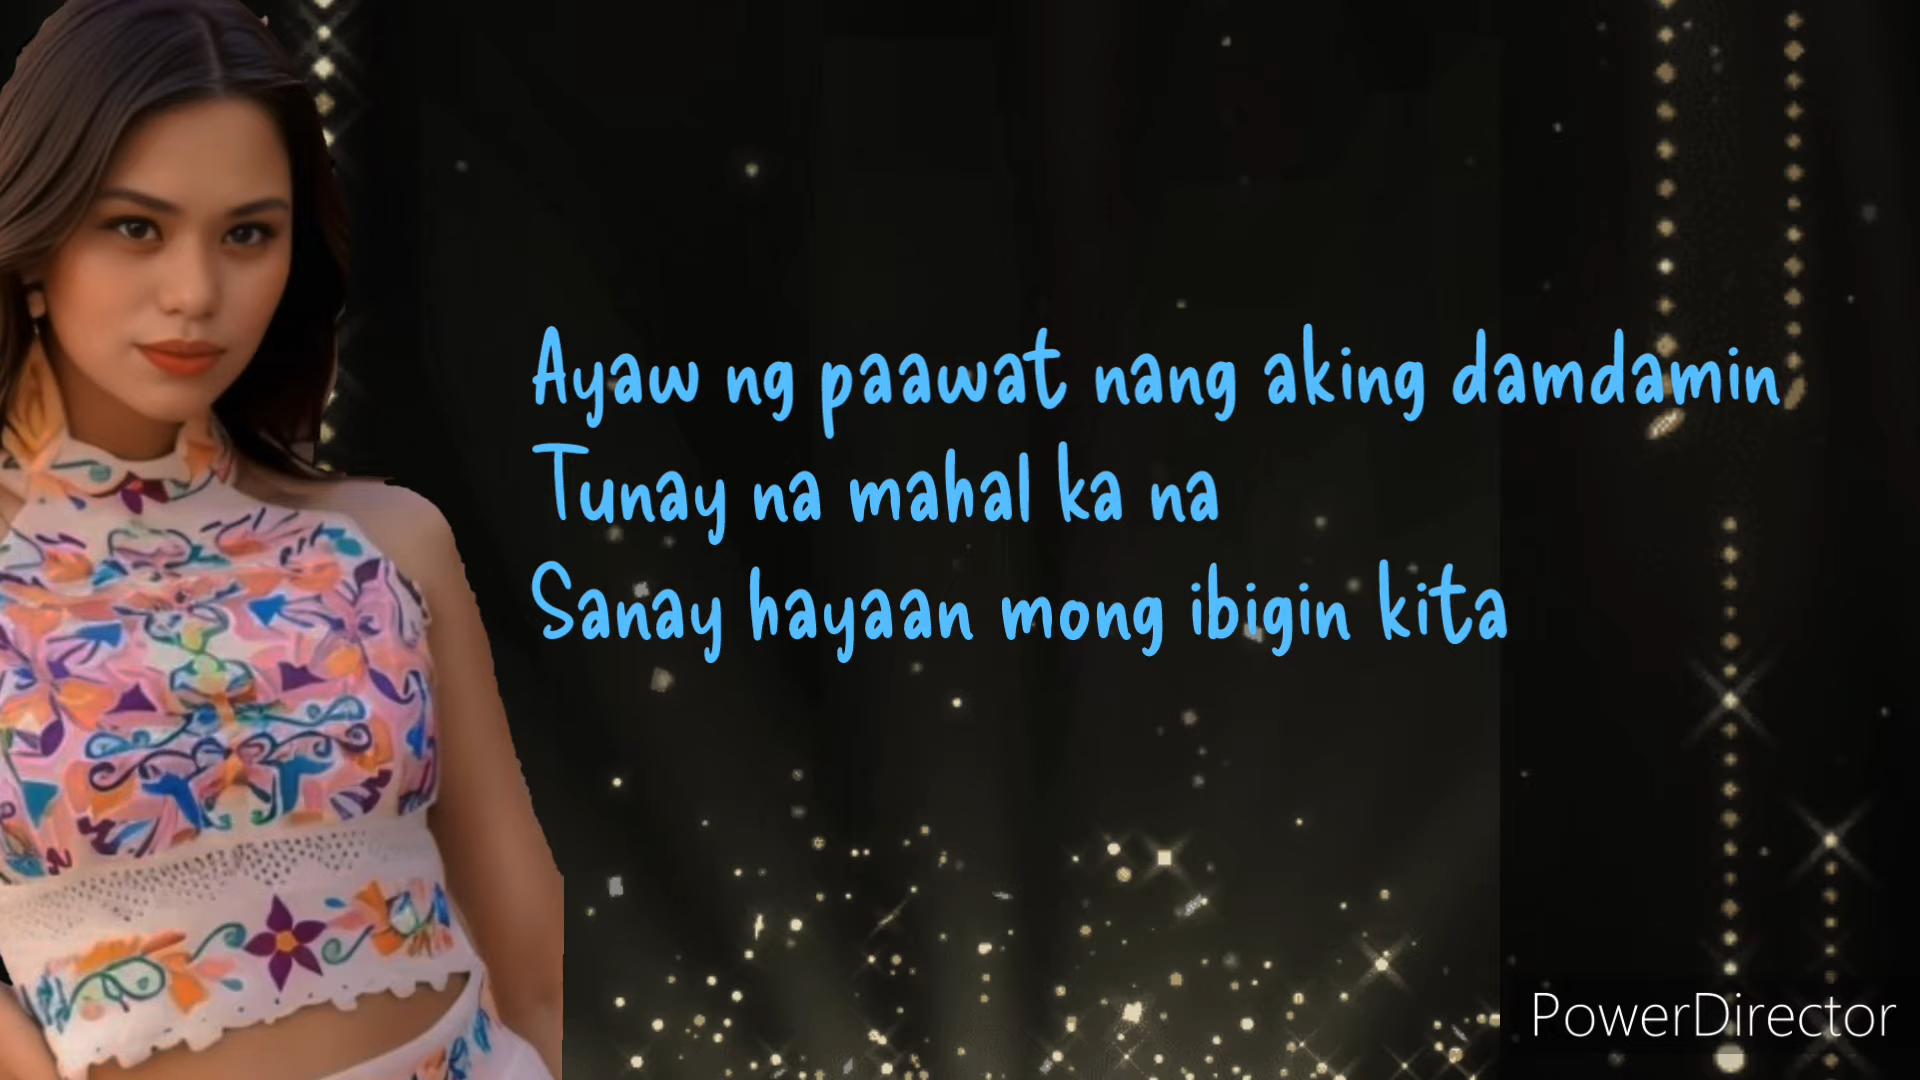 Ayaw ng paawat nang aking damdamin
Tunay na mahal ka na
Sanay hayaan mong ibigin kita
PowerDirector